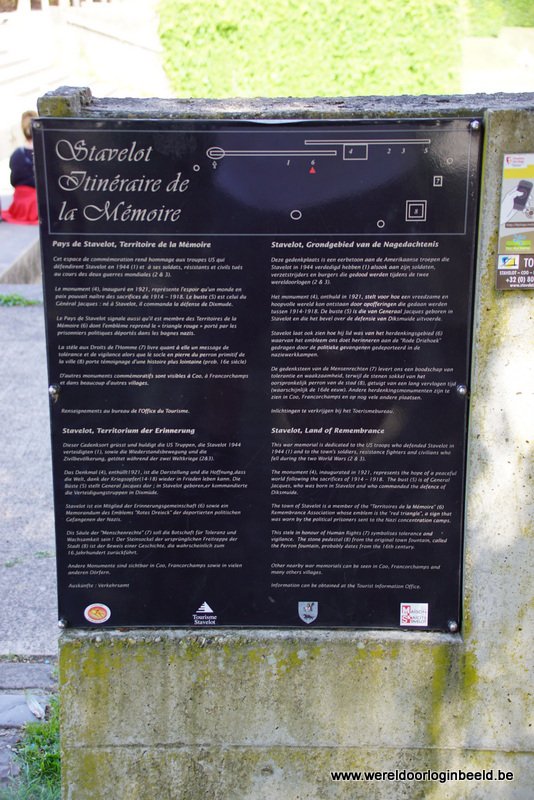 Stavelot
Itinéraire de
la Mémoire
1
2
3
4
5
6
7
8
Pays de Stavelot, Territoire de la Mémoire
Cet espace de commémoration rend hommage aux troupes US qui
défendirent Stavelot en 1944 (1) et à ses soldats, résistants et civils tués
au cours des deux guerres mondiales (2 & 3).
Le monument (4), inauguré en 1921, représente l'espoir qu'un monde en
paix pouvait naître des sacrifices de 1914 - 1918. Le buste (5) est celui du
Général Jacques : né à Stavelot, il commanda la défense de Dixmude.
Le Pays de Stavelot signale aussi qu'il est membre des Territoires de la
Mémoire (6) dont l'emblème reprend le « triangle rouge » porté par les
prisonniers politiques déportés dans les bagnes nazis.
La stèle aux Droits de l'Homme (7) livre quant à elle un message de
tolérance et de vigilance alors que le socle en pierre du perron primitif de
la ville (8) porte témoignage d'une histoire plus lointaine (prob. 16e siècle)
D'autres monuments commémoratifs sont visibles à Coo, à Francorchamps
et dans beaucoup d'autres villages.
Renseignements au bureau de l'Office du Tourisme.
Stavelot, Grondgebied van de Nagedachtenis
Deze gedenkplaats is een eerbetoon aan de Amerikaanse troepen die
Stavelot in 1944 verdedigd hebben (1) alsook aan zijn soldaten,
verzetstrijders en burgers die gedood werden tijdens de twee
wereldoorlogen (2 & 3).
Het monument (4), onthuld in 1921, stelt voor hoe een vreedzame en
hoopvolle wereld kan ontstaan door opofferingen die gedaan werden
tussen 1914-1918. De buste (5) is die van Generaal Jacques geboren in
Stavelot en die het bevel over de defensie van Diksmuide uitvoerde.
Stavelot laat ook zien hoe hij lid was van het herdenkingsgebied (6)
waarvan het embleem ons doet herinneren aan de "Rode Driehoek"
gedragen door de politieke gevangenen gedeporteerd in de
naziewerkkampen.
De gedenksteen van de Mensenrechten (7) levert ons een boodschap van
tolerantie en waakzaamheid, terwijl de stenen sokkel van het
oorspronkelijk perron van de stad (8), getuigt van een lang vervlogen tijd
(waarschijnlijk de 16de eeuw). Andere herdenkingsmonumenten zijn te
zien in Coo, Francorchamps en op nog vele andere plaatsen.
Inlichtingen te verkrijgen bij het Toerismebureau.
Stavelot, Territorium der Erinnerung
Dieser Gedenksort grüsst und huldigt die US Truppen, die Stavelot 1944
verteidigten (1), sowie die Wiederstandsbewegung und die
Zivilbevölkerung, getötet während der zwei Weltkriege (2&3).
Das Denkmal (4), enthüllt1921, ist die Darstellung und die Hoffnung,dass
die Welt, dank der Kriegsopfer(14-18) wieder in Frieden leben kann. Die
Büste (5) stellt General Jacques dar ; in Stavelot geboren,er kommandierte
die Verteidigungstruppen in Dixmude.
Stavelot ist ein Mitglied der Erinnerungsgemeinschaft (6) sowie ein
Memorandum des Emblems "Rotes Dreieck" der deportierten politischen
Gefangenen der Nazis.
Die Säule der "Menschenrechte" (7) soll die Botschaft für Toleranz und
Wachsamkeit sein ! Der Steinsockel der ursprünglichen Freitreppe der
Stadt (8) ist der Beweis einer Geschichte, die wahrscheinlich zum
16.Jahrhundert zurückführt.
Andere Monumente sind sichtbar in Coo, Francorchamps sowie in vielen
anderen Dörfern.
Auskünfte : Verkehrsamt
Stavelot, Land of Remembrance
This war memorial is dedicated to the US troops who defended Stavelot in
1944 (1) and to the town's soldiers, resistance fighters and civilians who
fell during the two World Wars (2 & 3).
The monument (4), inaugurated in 1921, represents the hope of a peaceful
world following the sacrifices of 1914 - 1918. The bust (5) is of General
Jacques, who was born in Stavelot and who commanded the defence of
Diksmuide.
The town of Stavelot is a member of the "Territoires de la Mémoire" (6)
Remembrance Association whose emblem is the "red triangle", a sign that
was worn by the political prisoners sent to the Nazi concentration camps.
This stele in honour of Human Rights (7) symbolises tolerance and
vigilance. The stone pedestal (8) from the original town fountain, called
the Perron fountain, probably dates from the 16th century.
Other nearby war memorials can be seen in Coo, Francorchamps and
many others villages.
Information can be obtained at the Tourist Information Office.
Tourisme
Stavelot
TO
www.wereldoorloginbeeld.be